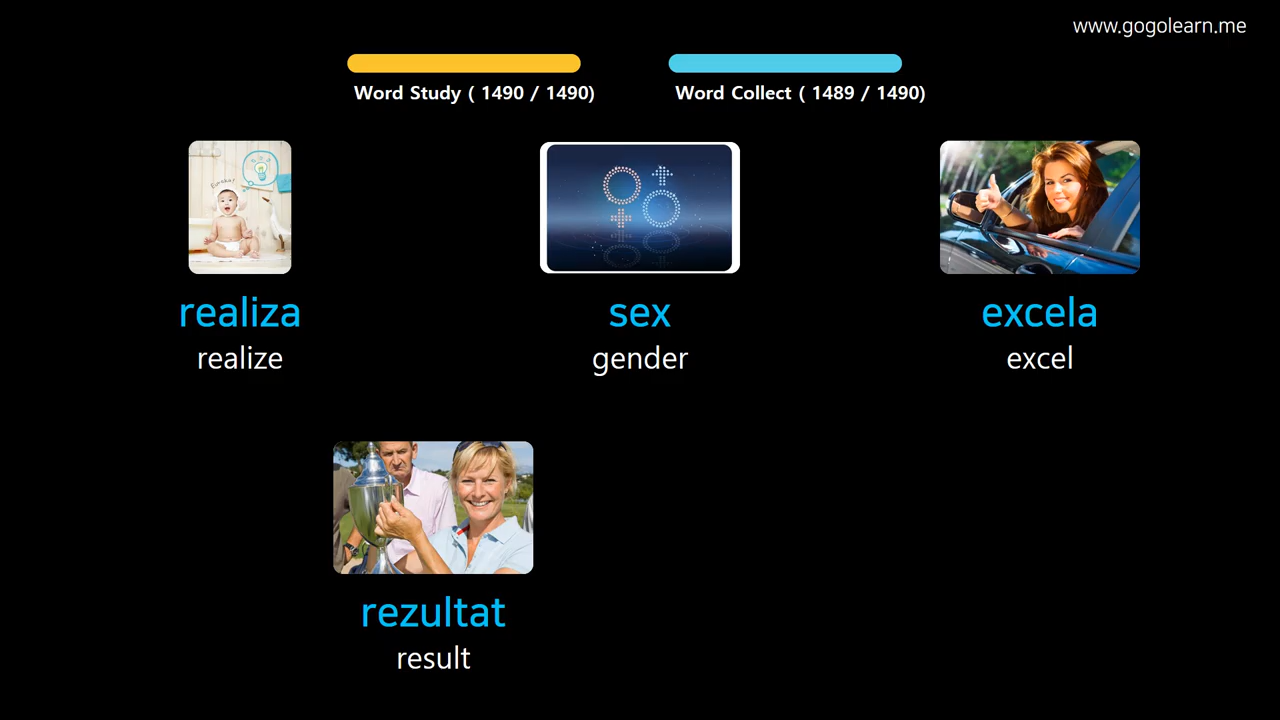 www.gogolearn.me
Word Study ( 1490 / 1490)
Word Collect ( 1489 / 1490)
Eureka!
realiza
realize
sex
gender
excela
excel
rezultat
result